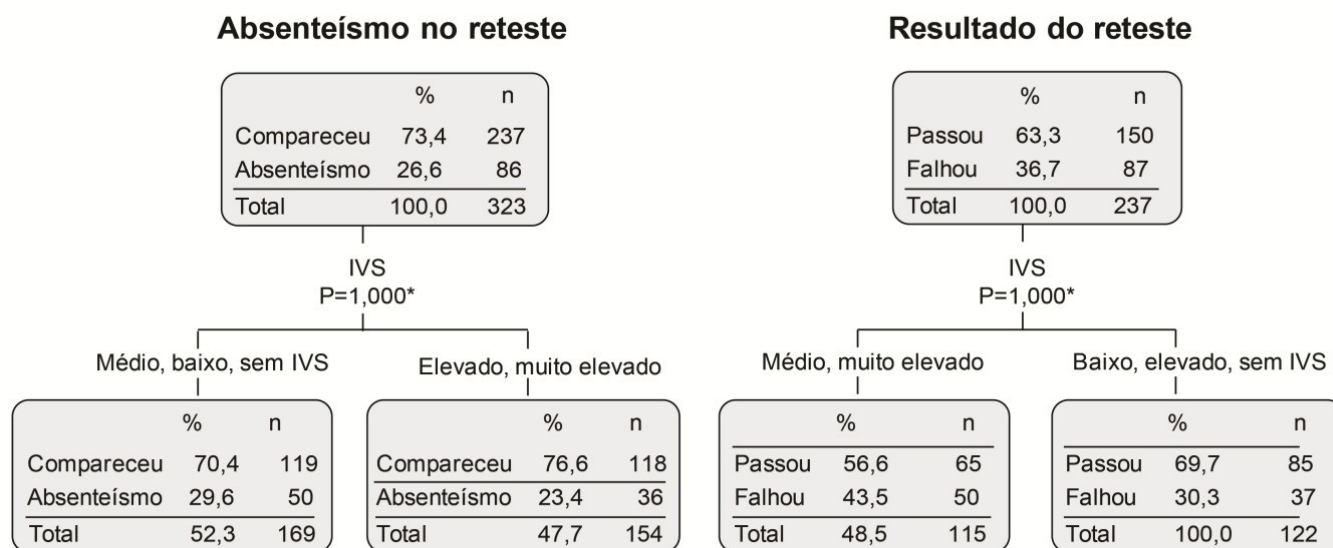 Absenteísmo no reteste
% n
Compareceu 73,4 237
Absenteísmo 26,6 86
Total 100,0 323
IVS
P=1,000*
Médio, baixo, sem IVS
% n
Compareceu 70,4 119
Absenteísmo 29,6 50
Total 52,3 169
Elevado, muito elevado
% n
Compareceu 76,6 118
Absenteísmo 23,4 36
Total 47,7 154
Resultado do reteste
% n
Passou 63,3 150
Falhou 36,7 87
Total 100,0 237
IVS
P=1,000*
Médio, muito elevado
% n
Passou 56,6 65
Falhou 43,5 50
Total 48,5 115
Baixo, elevado, sem IVS
% n
Passou 69,7 85
Falhou 30,3 37
Total 100,0 122